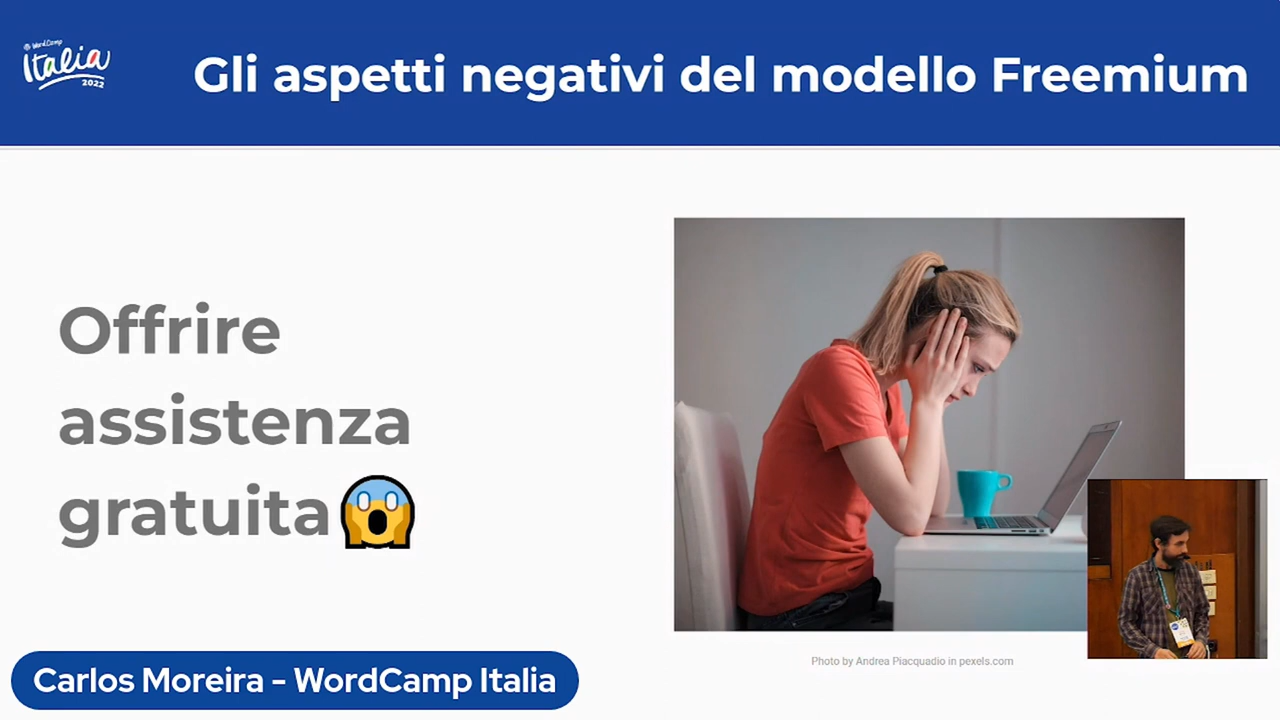 WordCamp
Italia
2022
Gli aspetti negativi del modello Freemium
Offrire
assistenza
gratuita
Photo by Andrea Piacquadio in pexels.com
Carlos Moreira - WordCamp Italia